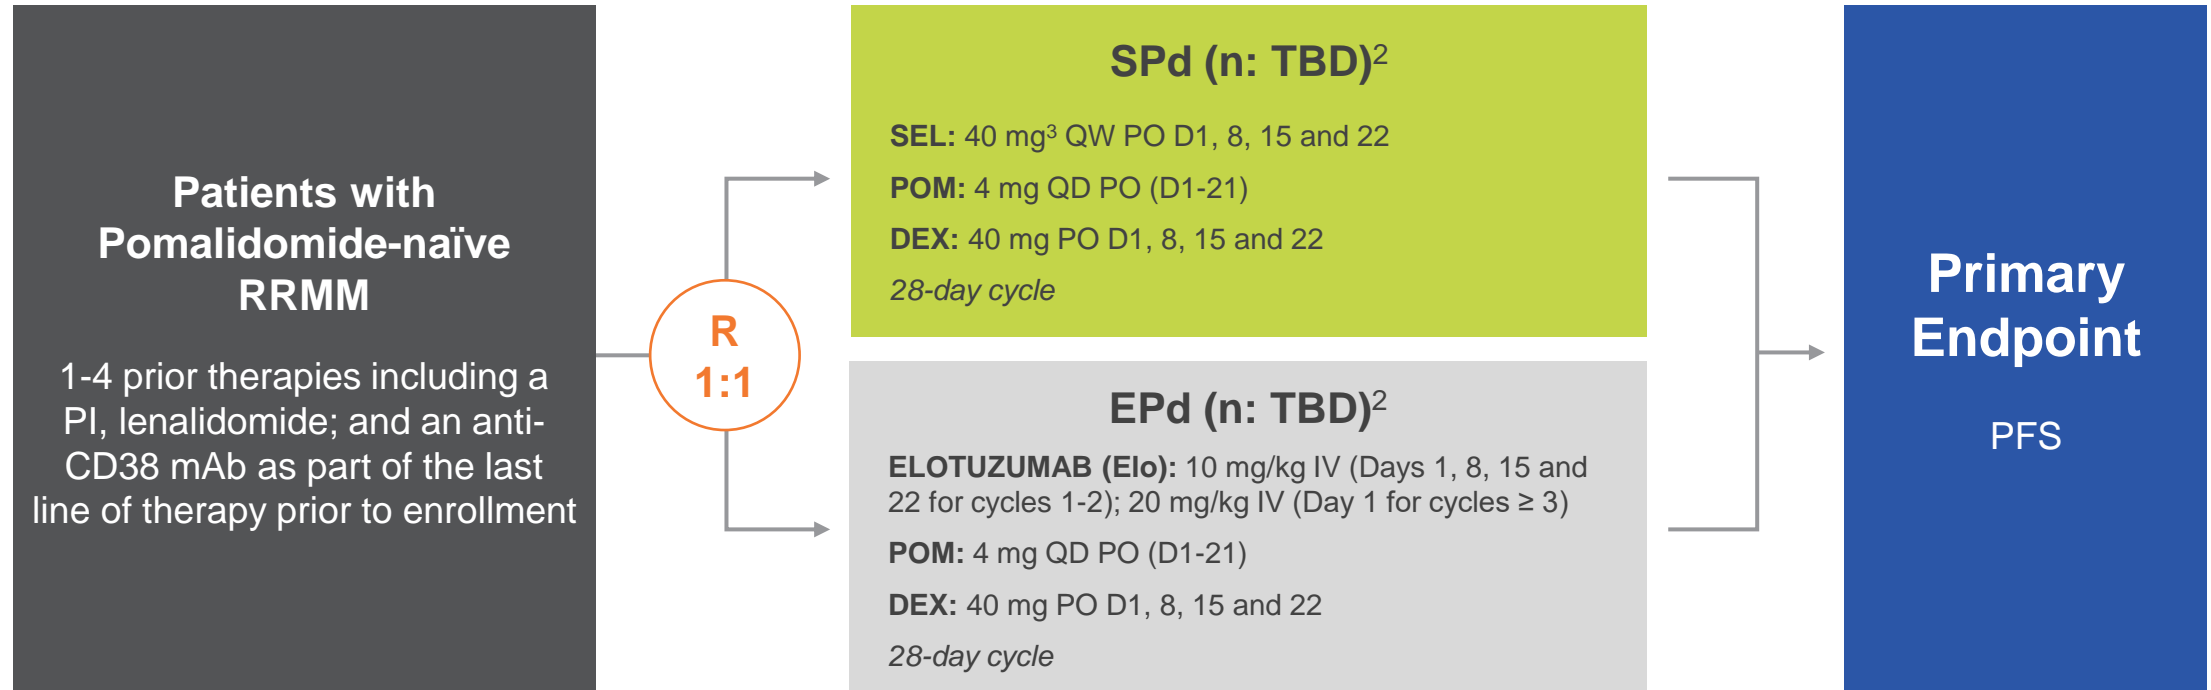 Patients with
Pomalidomide-naïve
RRMM
1-4 prior therapies including a
PI, lenalidomide; and an anti-
CD38 mAb as part of the last
line of therapy prior to enrollment
R
1:1
SPd (n: TBD)²
SEL: 40 mg³ QW PO D1, 8, 15 and 22
POM: 4 mg QD PO (D1-21)
DEX: 40 mg PO D1, 8, 15 and 22
28-day cycle
EPd (n: TBD)²
ELOTUZUMAB (Elo): 10 mg/kg IV (Days 1, 8, 15 and
22 for cycles 1-2); 20 mg/kg IV (Day 1 for cycles ≥ 3)
POM: 4 mg QD PO (D1-21)
DEX: 40 mg PO D1, 8, 15 and 22
28-day cycle
Primary
Endpoint
PFS